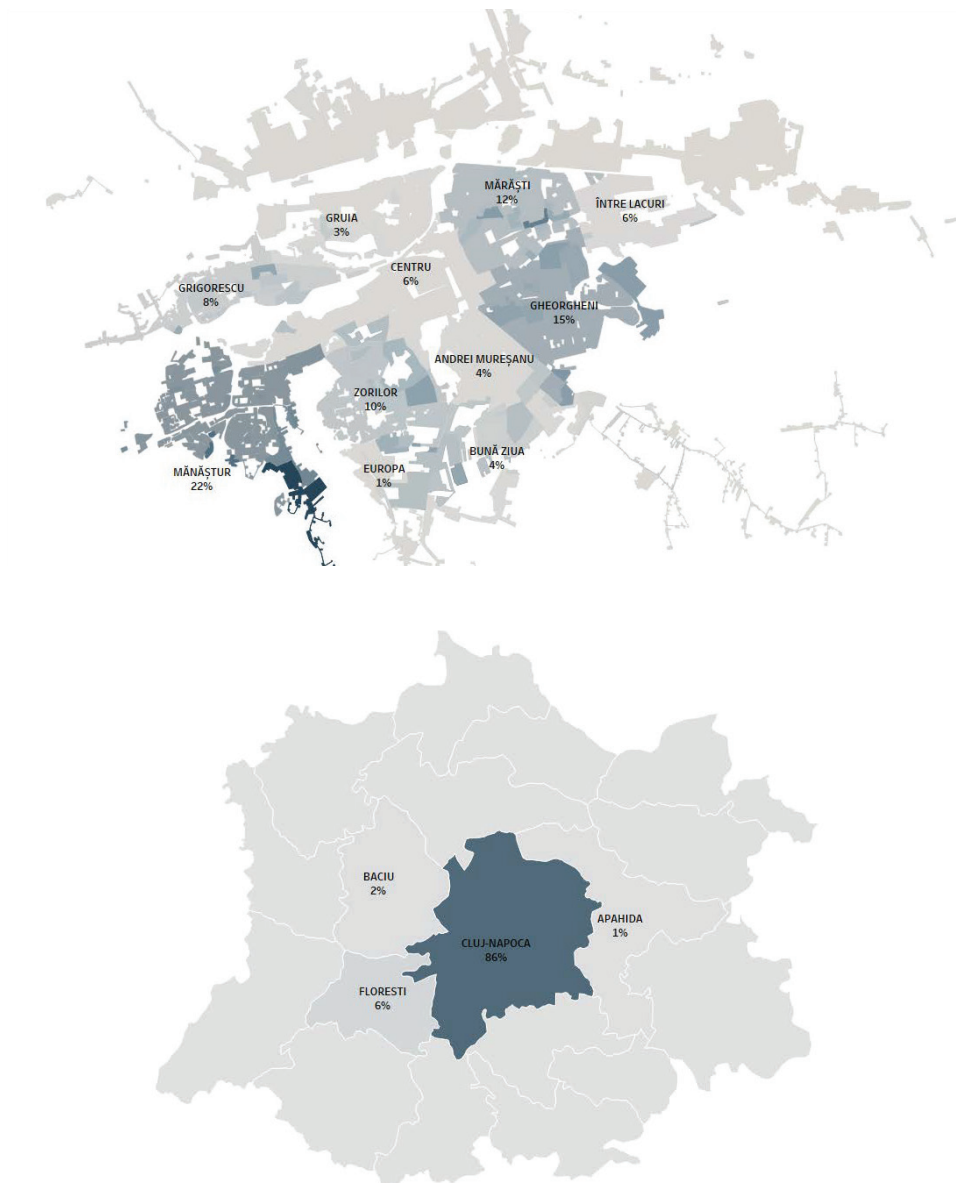 MĂRĂȘTI
12%
ÎNTRE LACURI
6%
GRUIA
3%
CENTRU
6%
GRIGORESCU
8%
GHEORGHENI
15%
ANDREI MUREȘANU
4%
ZORILOR
10%
BUNĂ ZIUA
4%
EUROPA
1%
MĂNĂȘTUR
22%
BACIU
2%
APAHIDA
1%
CLUJ-NAPOCA
86%
FLORESTI
6%